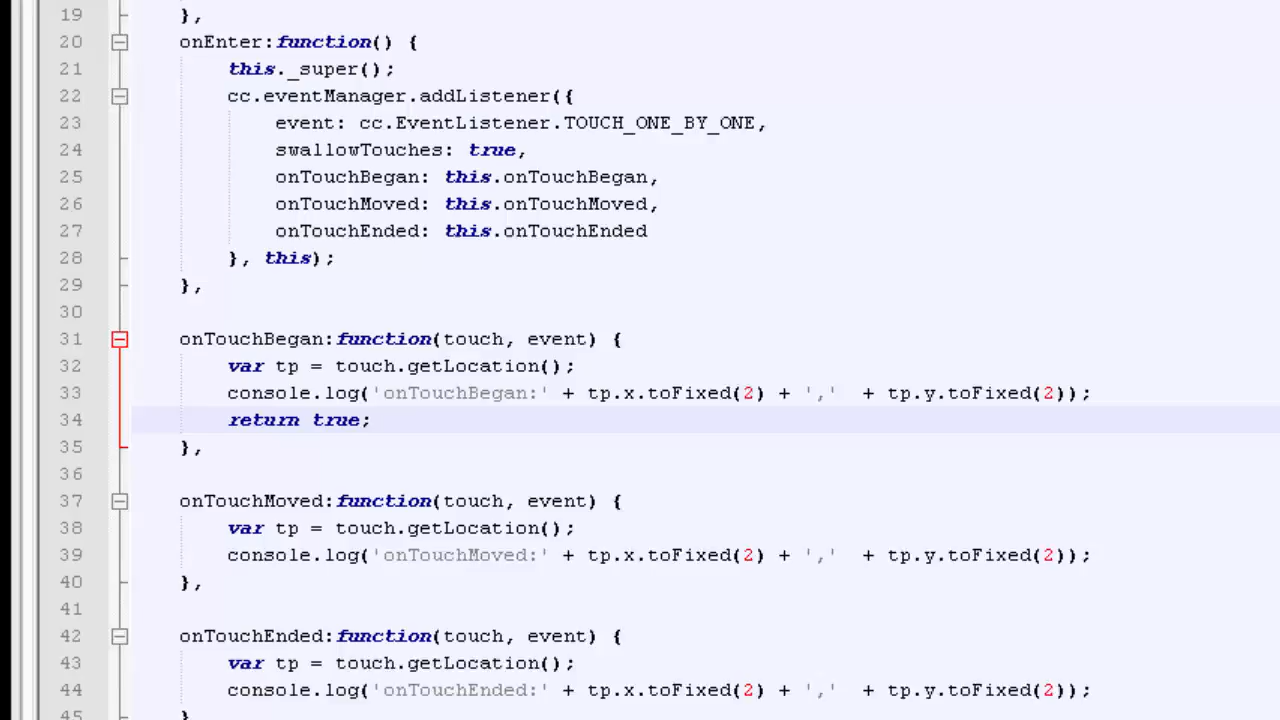 19 },
20 onEnter:function() {
21 this._super();
22 cc.eventManager.addListener({
23 event: cc.EventListener.TOUCH_ONE_BY_ONE,
24 swallowTouches: true,
25 onTouchBegan: this.onTouchBegan,
26 onTouchMoved: this.onTouchMoved,
27 onTouchEnded: this.onTouchEnded
28 }, this);
29 },
30
31 onTouchBegan:function(touch, event) {
32 var tp = touch.getLocation();
33 console.log('onTouchBegan:' + tp.x.toFixed(2) + ','  + tp.y.toFixed(2));
34 return true;
35 },
36
37 onTouchMoved:function(touch, event) {
38 var tp = touch.getLocation();
39 console.log('onTouchMoved:' + tp.x.toFixed(2) + ','  + tp.y.toFixed(2));
40 },
41
42 onTouchEnded:function(touch, event) {
43 var tp = touch.getLocation();
44 console.log('onTouchEnded:' + tp.x.toFixed(2) + ','  + tp.y.toFixed(2));
45 }